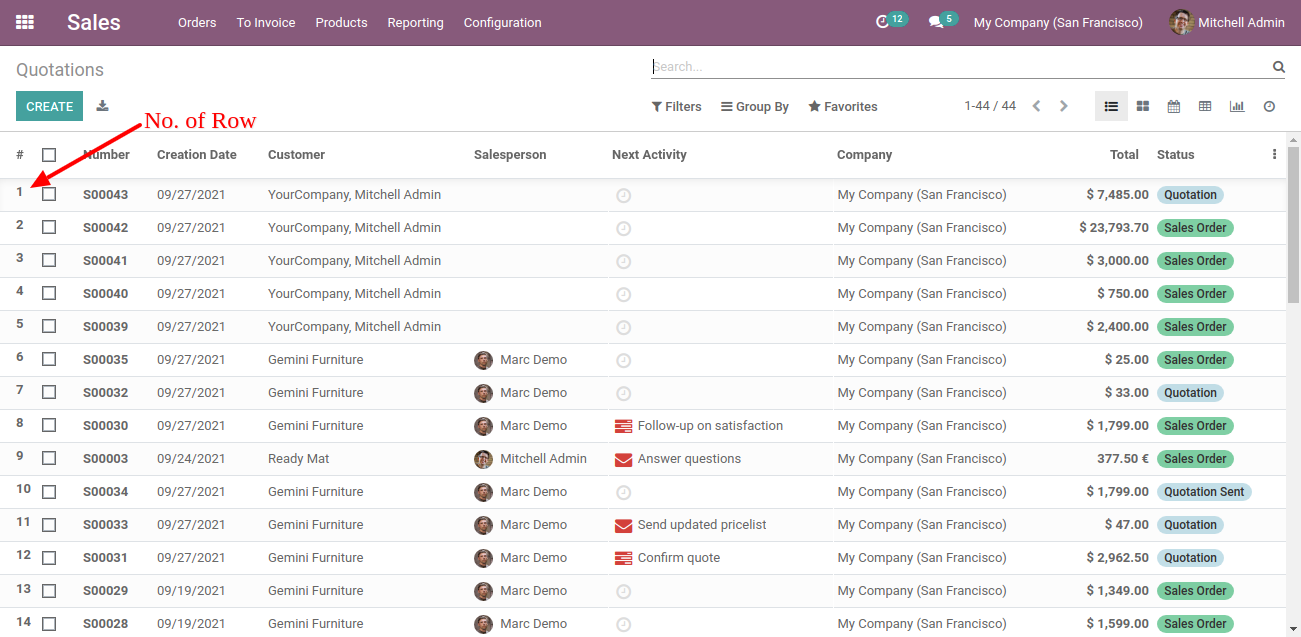 Sales Orders To Invoice Products Reporting Configuration 12 5 My Company (San Francisco) Mitchell Admin
Quotations Search...
CREATE Filters Group By Favorites 1-44 / 44
No. of Row
# Number Creation Date Customer Salesperson Next Activity Company Total Status
1 S00043 09/27/2021 YourCompany, Mitchell Admin My Company (San Francisco) $ 7,485.00 Quotation
2 S00042 09/27/2021 YourCompany, Mitchell Admin My Company (San Francisco) $ 23,793.70 Sales Order
3 S00041 09/27/2021 YourCompany, Mitchell Admin My Company (San Francisco) $ 3,000.00 Sales Order
4 S00040 09/27/2021 YourCompany, Mitchell Admin My Company (San Francisco) $ 750.00 Sales Order
5 S00039 09/27/2021 YourCompany, Mitchell Admin My Company (San Francisco) $ 2,400.00 Sales Order
6 S00035 09/27/2021 Gemini Furniture Marc Demo My Company (San Francisco) $ 25.00 Sales Order
7 S00032 09/27/2021 Gemini Furniture Marc Demo My Company (San Francisco) $ 33.00 Quotation
8 S00030 09/27/2021 Gemini Furniture Marc Demo Follow-up on satisfaction My Company (San Francisco) $ 1,799.00 Sales Order
9 S00003 09/24/2021 Ready Mat Mitchell Admin Answer questions My Company (San Francisco) 377.50 € Sales Order
10 S00034 09/27/2021 Gemini Furniture Marc Demo My Company (San Francisco) $ 1,799.00 Quotation Sent
11 S00033 09/27/2021 Gemini Furniture Marc Demo Send updated pricelist My Company (San Francisco) $ 47.00 Quotation
12 S00031 09/27/2021 Gemini Furniture Marc Demo Confirm quote My Company (San Francisco) $ 2,962.50 Quotation
13 S00029 09/19/2021 Gemini Furniture Marc Demo My Company (San Francisco) $ 1,349.00 Sales Order
14 S00028 09/19/2021 Gemini Furniture Marc Demo My Company (San Francisco) $ 1,599.00 Sales Order